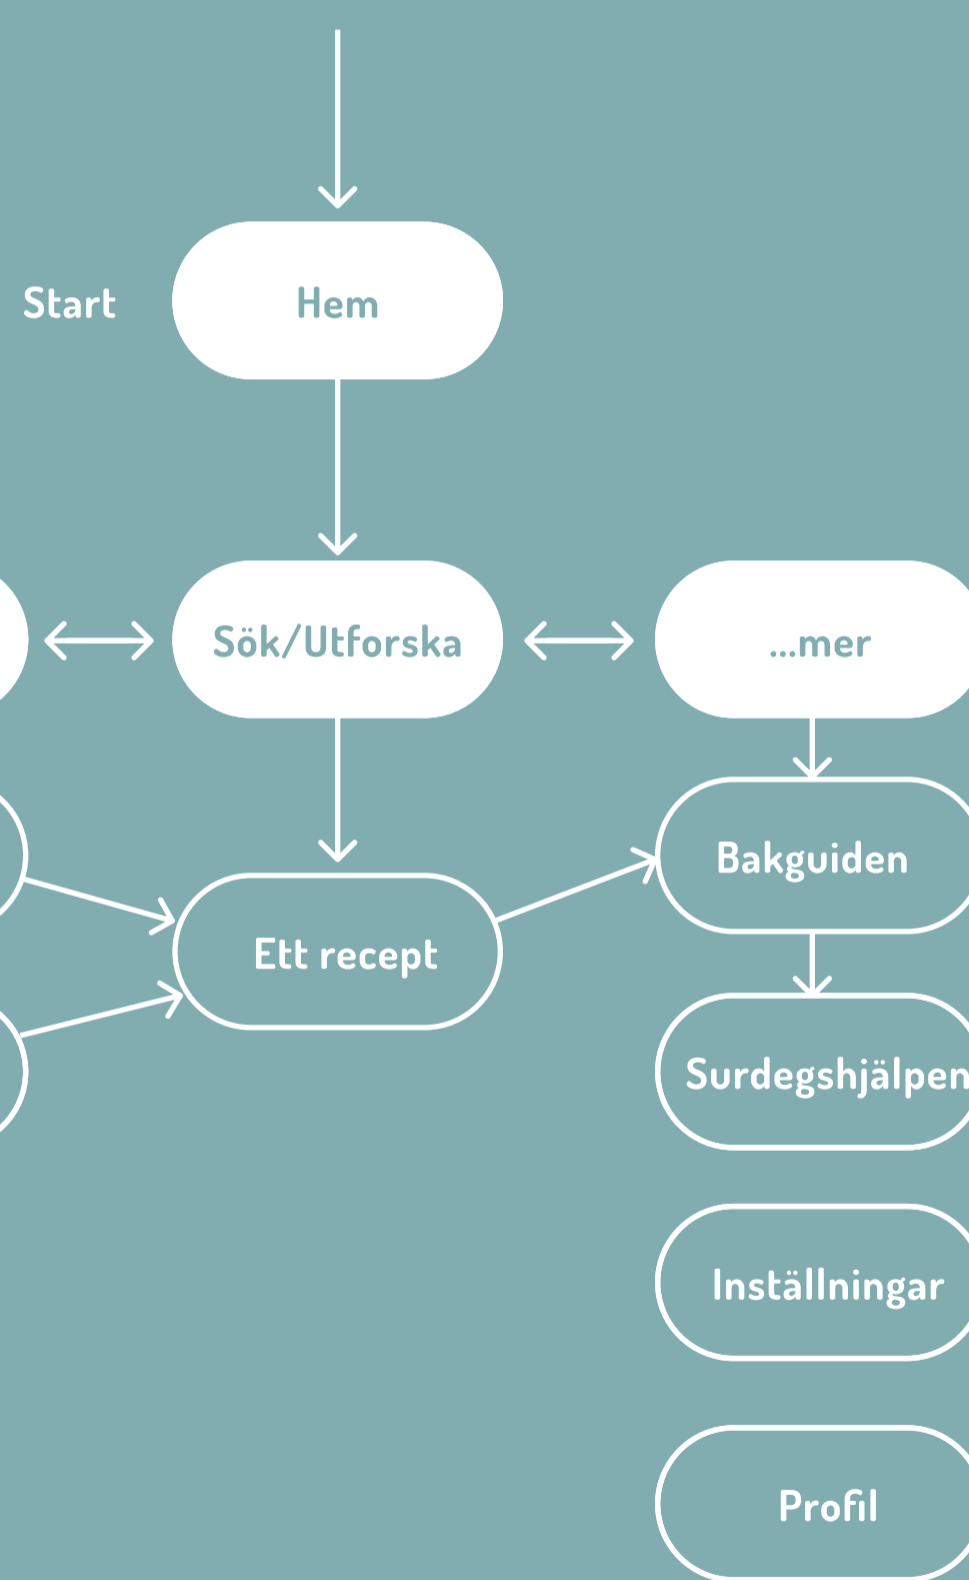 Start
Hem
Sök/Utforska
...mer
Bakguiden
Ett recept
Surdegshjälpen
Inställningar
Profil